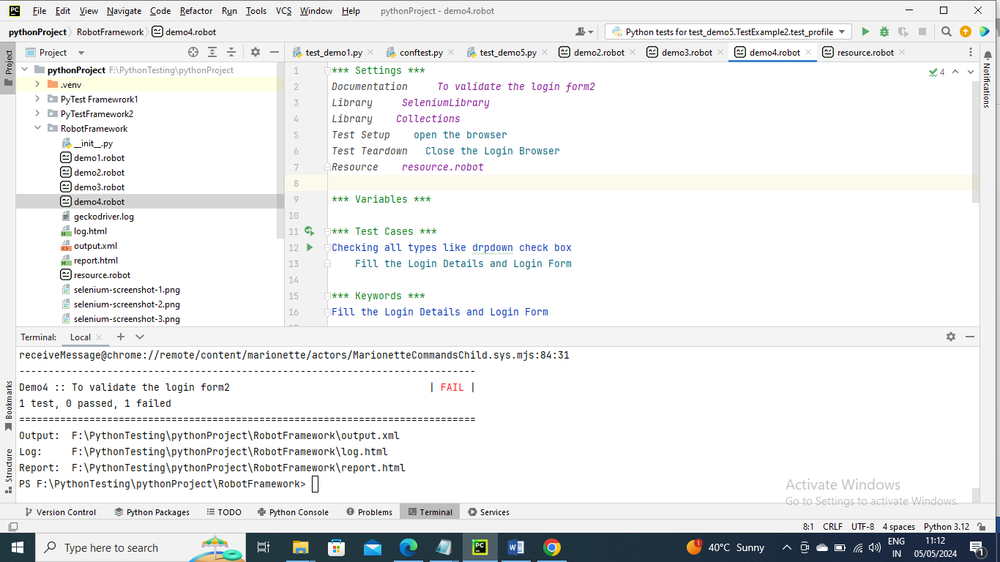 File Edit View Navigate Code Refactor Run Tools VCS Window Help pythonProject - demo4.robot
pythonProject RobotFramework demo4.robot Python tests for test_demo5.TestExample2.test_profile
Project test_demo1.py conftest.py test_demo5.py demo2.robot demo3.robot demo4.robot resource.robot
Project
Notifications
pythonProject F:\PythonTesting\pythonProject
.venv
PyTest Framewrork1
PyTestFramework2
RobotFramework
__init__.py
demo1.robot
demo2.robot
demo3.robot
demo4.robot
geckodriver.log
log.html
output.xml
report.html
resource.robot
selenium-screenshot-1.png
selenium-screenshot-2.png
selenium-screenshot-3.png
4
1 *** Settings ***
2 Documentation To validate the login form2
3 Library SeleniumLibrary
4 Library Collections
5 Test Setup open the browser
6 Test Teardown Close the Login Browser
7 Resource resource.robot
8
9 *** Variables ***
10
11 *** Test Cases ***
12 Checking all types like drpdown check box
13 Fill the Login Details and Login Form
14
15 *** Keywords ***
16 Fill the Login Details and Login Form
Terminal: Local
receiveMessage@chrome://remote/content/marionette/actors/MarionetteCommandsChild.sys.mjs:84:31
------------------------------------------------------------------------------
Demo4 :: To validate the login form2 | FAIL |
1 test, 0 passed, 1 failed
==============================================================================
Output: F:\PythonTesting\pythonProject\RobotFramework\output.xml
Log: F:\PythonTesting\pythonProject\RobotFramework\log.html
Report: F:\PythonTesting\pythonProject\RobotFramework\report.html
PS F:\PythonTesting\pythonProject\RobotFramework>
Bookmarks
Structure
Activate Windows
Go to Settings to activate Windows.
Version Control Python Packages TODO Python Console Problems Terminal Services
8:1 CRLF UTF-8 4 spaces Python 3.12
Type here to search
40°C Sunny
ENG
IN
11:12
05/05/2024
1